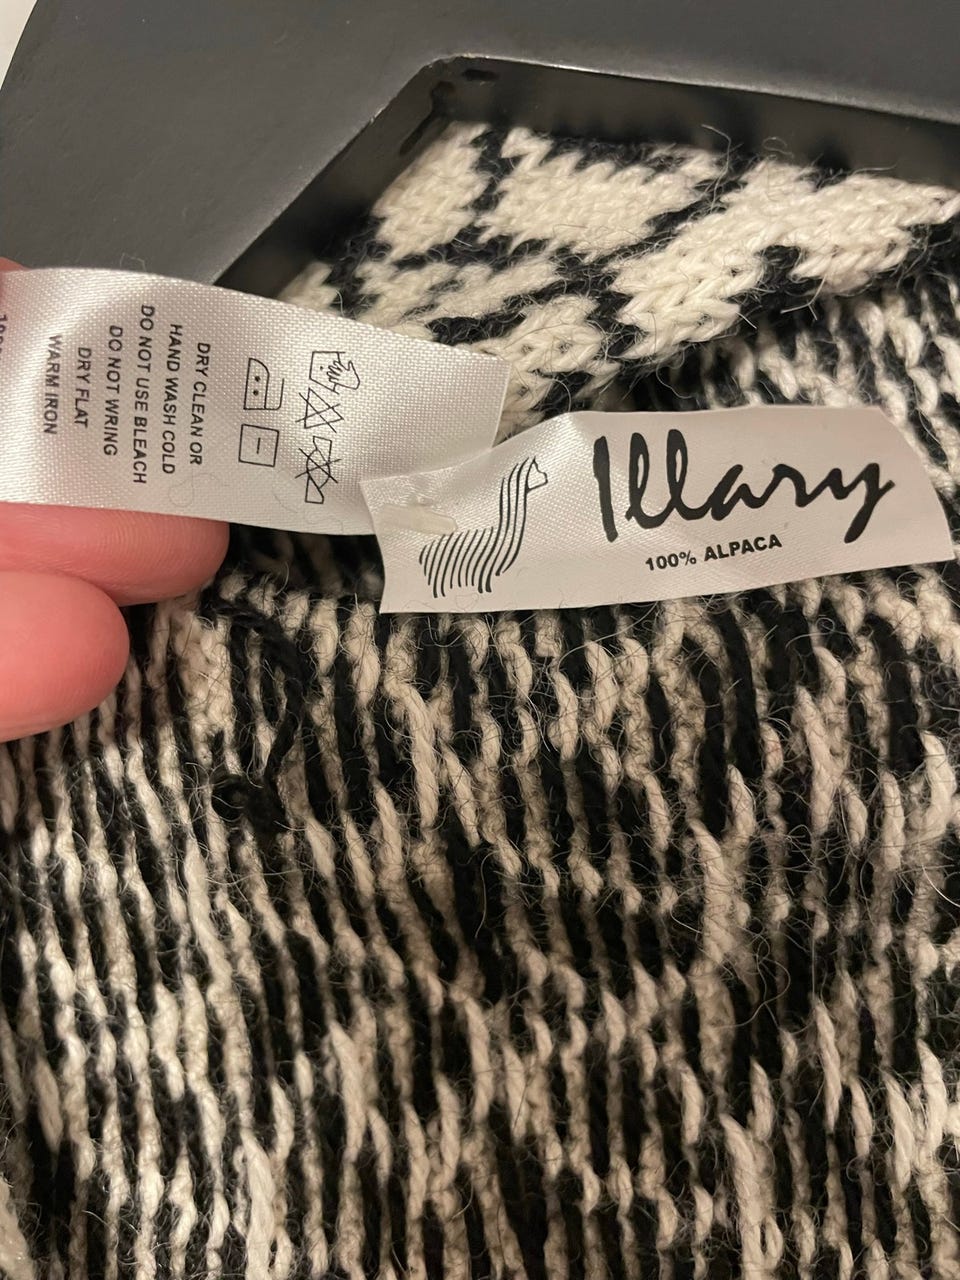 Illary
100% ALPACA
DRY CLEAN OR
HAND WASH COLD
DO NOT USE BLEACH
DO NOT WRING
DRY FLAT
WARM IRON